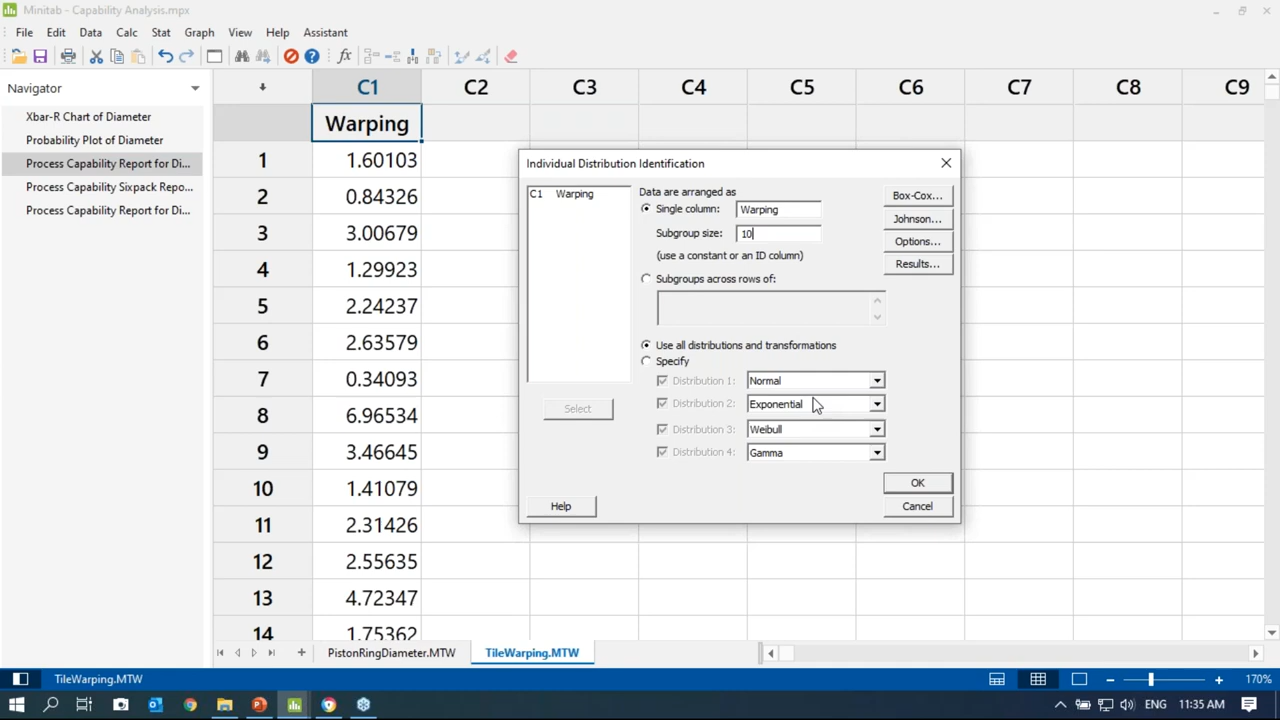 Minitab - Capability Analysis.mpx
File Edit Data Calc Stat Graph View Help Assistant
Navigator
Xbar-R Chart of Diameter
Probability Plot of Diameter
Process Capability Report for Di...
Process Capability Sixpack Repo...
Process Capability Report for Di...
C1 C2 C3 C4 C5 C6 C7 C8 C9
Warping
1 1.60103
2 0.84326
3 3.00679
4 1.29923
5 2.24237
6 2.63579
7 0.34093
8 6.96534
9 3.46645
10 1.41079
11 2.31426
12 2.55635
13 4.72347
14 1.75362
Individual Distribution Identification
C1 Warping
Data are arranged as
Single column: Warping
Subgroup size: 10
(use a constant or an ID column)
Subgroups across rows of:
Use all distributions and transformations
Specify
Distribution 1: Normal
Distribution 2: Exponential
Distribution 3: Weibull
Distribution 4: Gamma
Box-Cox...
Johnson...
Options...
Results...
Select
Help
OK
Cancel
PistonRingDiameter.MTW TileWarping.MTW
TileWarping.MTW 170%
ENG 11:35 AM